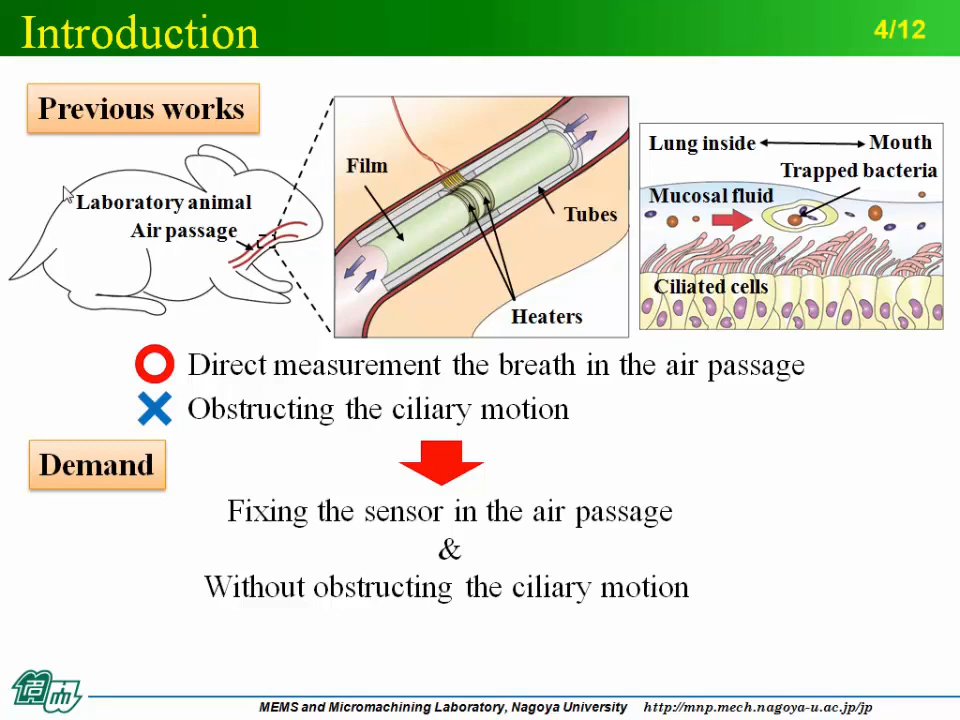 Introduction
4/12
Previous works
Laboratory animal
Air passage
Film
Tubes
Heaters
Lung inside
Mouth
Trapped bacteria
Mucosal fluid
Ciliated cells
Direct measurement the breath in the air passage
Obstructing the ciliary motion
Demand
Fixing the sensor in the air passage
&
Without obstructing the ciliary motion
MEMS and Micromachining Laboratory, Nagoya University http://mnp.mech.nagoya-u.ac.jp/jp